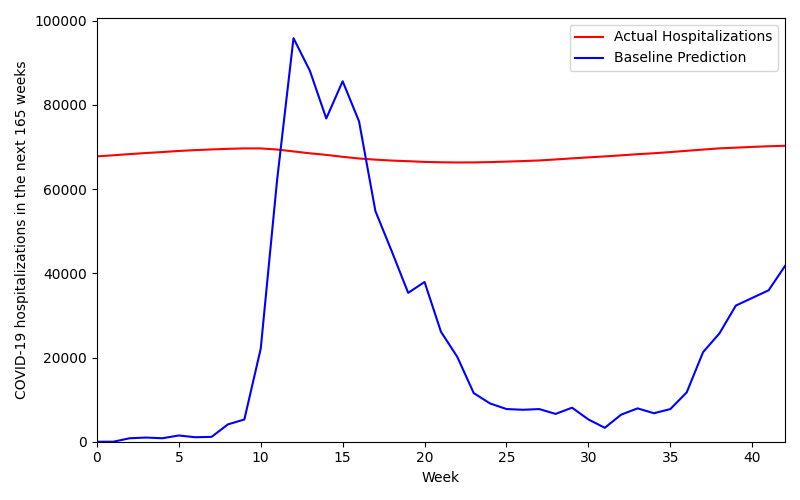 100000
80000
60000
40000
20000
0
COVID-19 hospitalizations in the next 165 weeks
Actual Hospitalizations
Baseline Prediction
0 5 10 15 20 25 30 35 40
Week